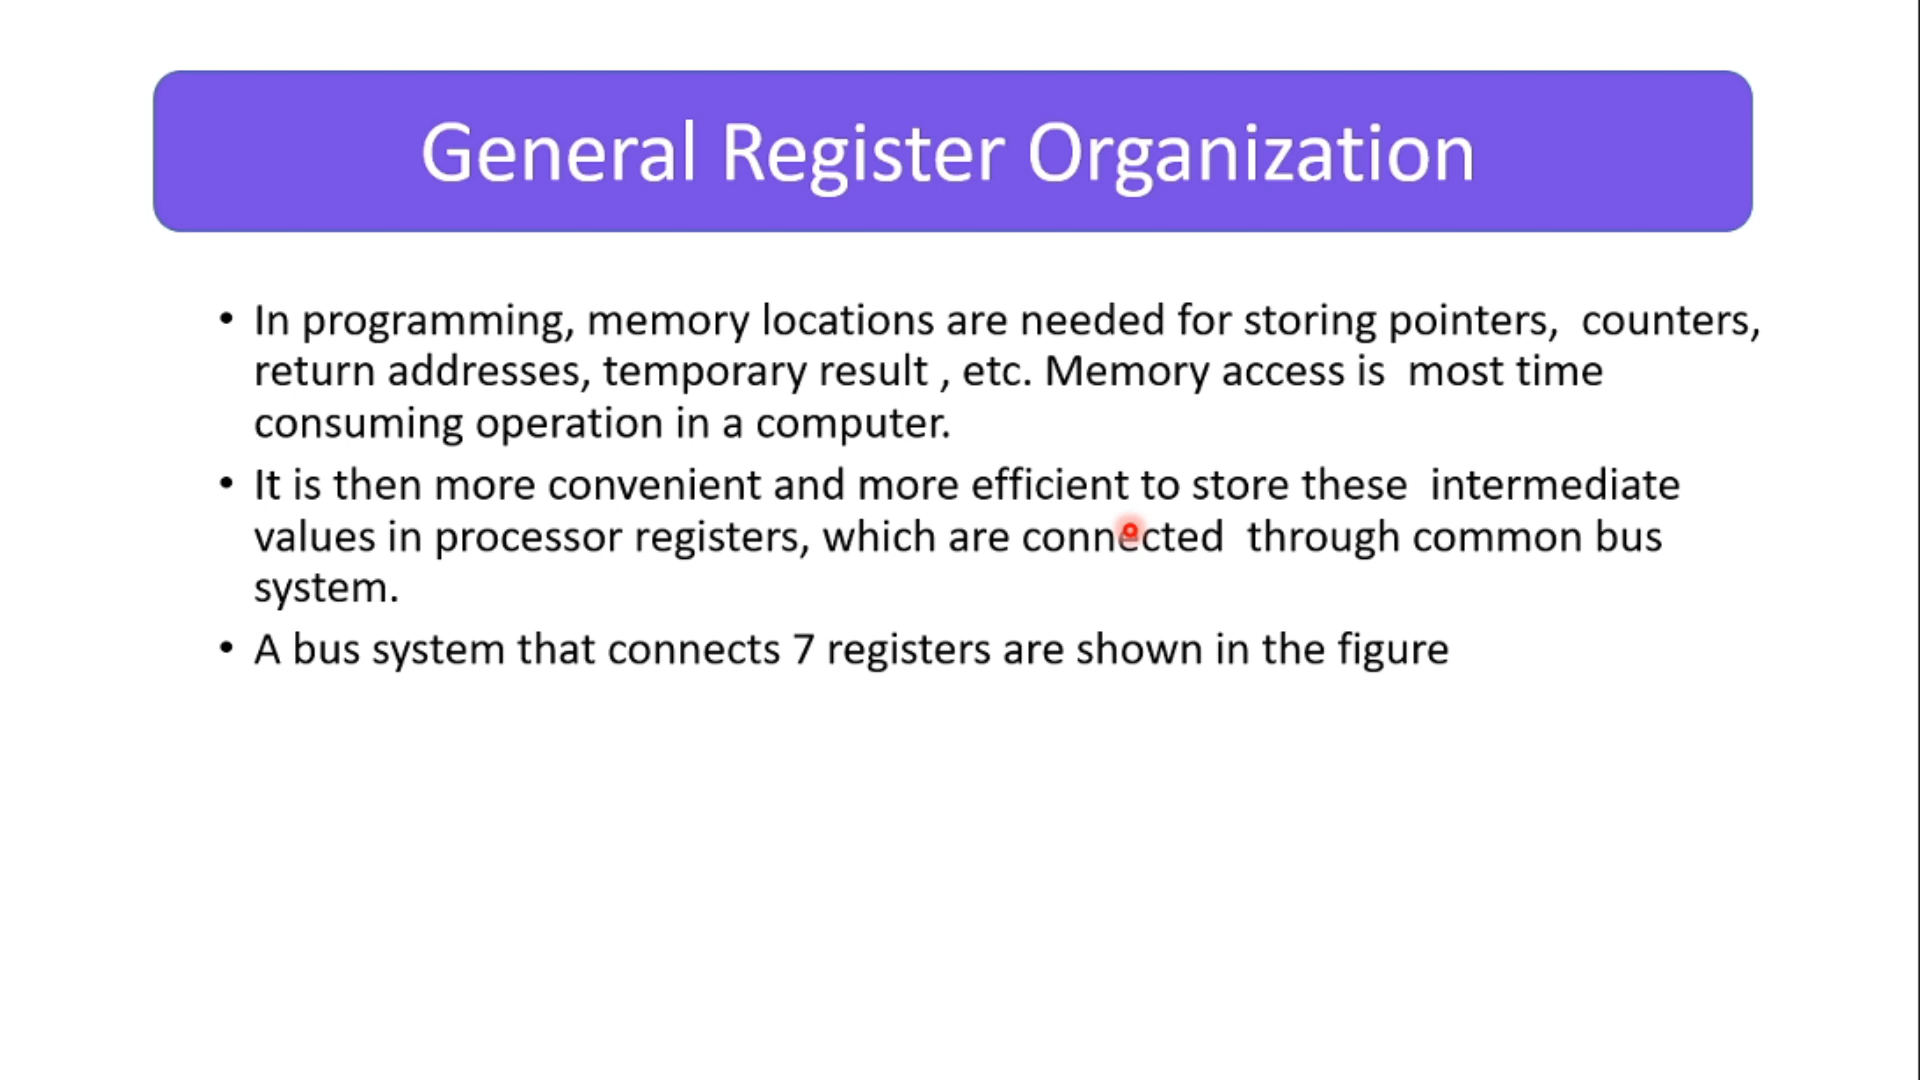 General Register Organization
• In programming, memory locations are needed for storing pointers,  counters,
return addresses, temporary result , etc. Memory access is  most time
consuming operation in a computer.
• It is then more convenient and more efficient to store these  intermediate
values in processor registers, which are connected  through common bus
system.
• A bus system that connects 7 registers are shown in the figure